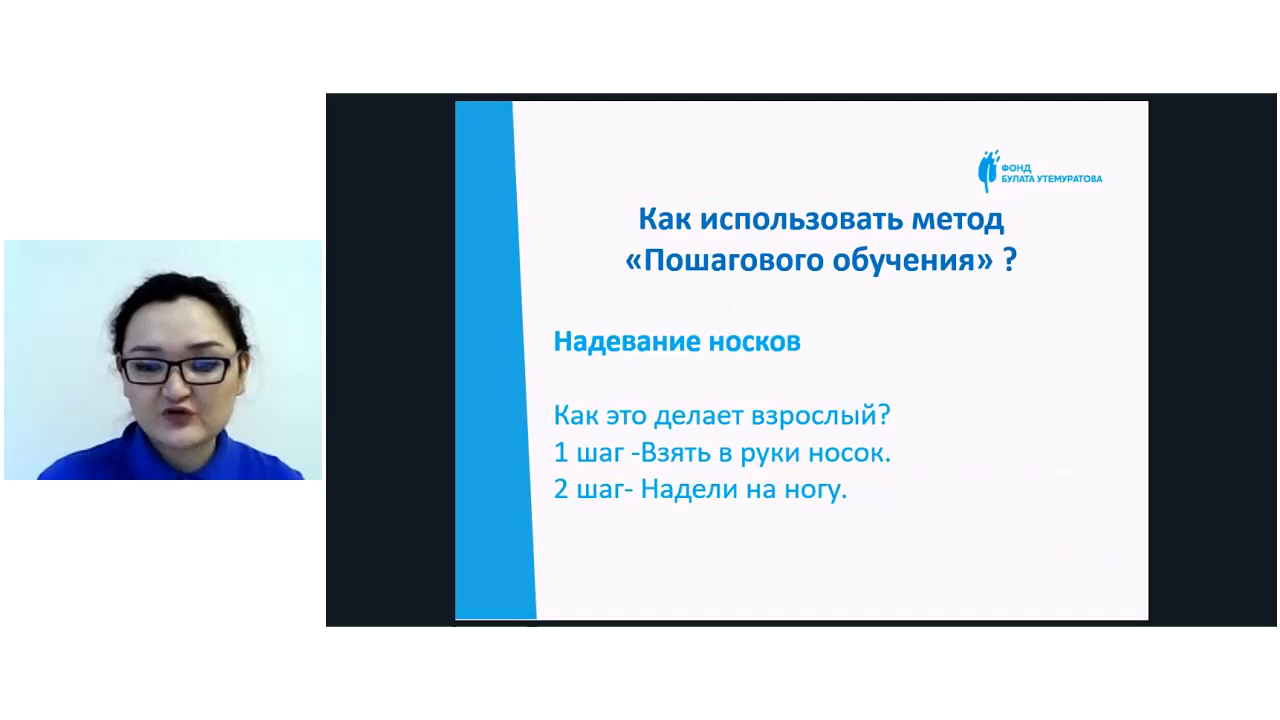 ФОНД
БУЛАТА УТЕМУРАТОВА
Как использовать метод
«Пошагового обучения» ?
Надевание носков
Как это делает взрослый?
1 шаг -Взять в руки носок.
2 шаг- Надели на ногу.